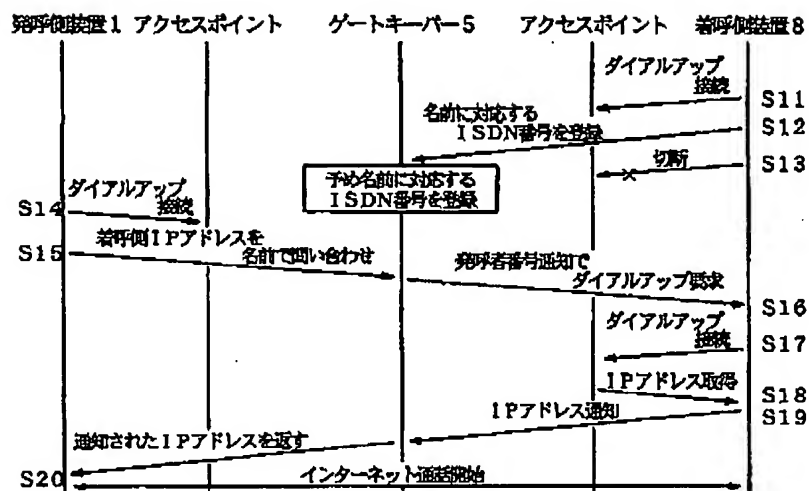 発呼側装置1 アクセスポイント ゲートキーパー5 アクセスポイント 着呼側装置8
ダイアルアップ
接続
S11
名前に対応する
ISDN番号を登録
S12
切断
S13
予め名前に対応する
ISDN番号を登録
ダイアルアップ
接続
S14
着呼側IPアドレスを
名前で問い合わせ
S15
発呼者番号通知で
ダイアルアップ要求
S16
ダイアルアップ
接続
S17
IPアドレス取得
S18
IPアドレス通知
S19
通知されたIPアドレスを返す
S20
インターネット通話開始